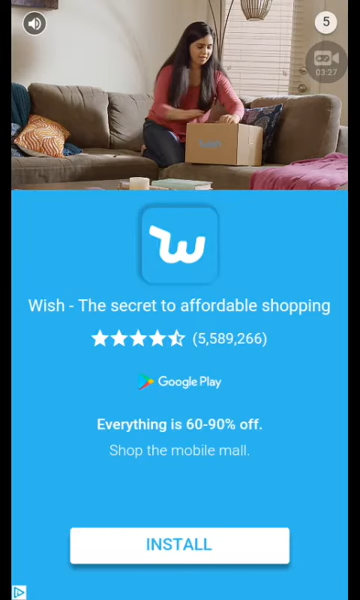 5
03:27
Wish - The secret to affordable shopping
(5,589,266)
Google Play
Everything is 60-90% off.
Shop the mobile mall.
INSTALL